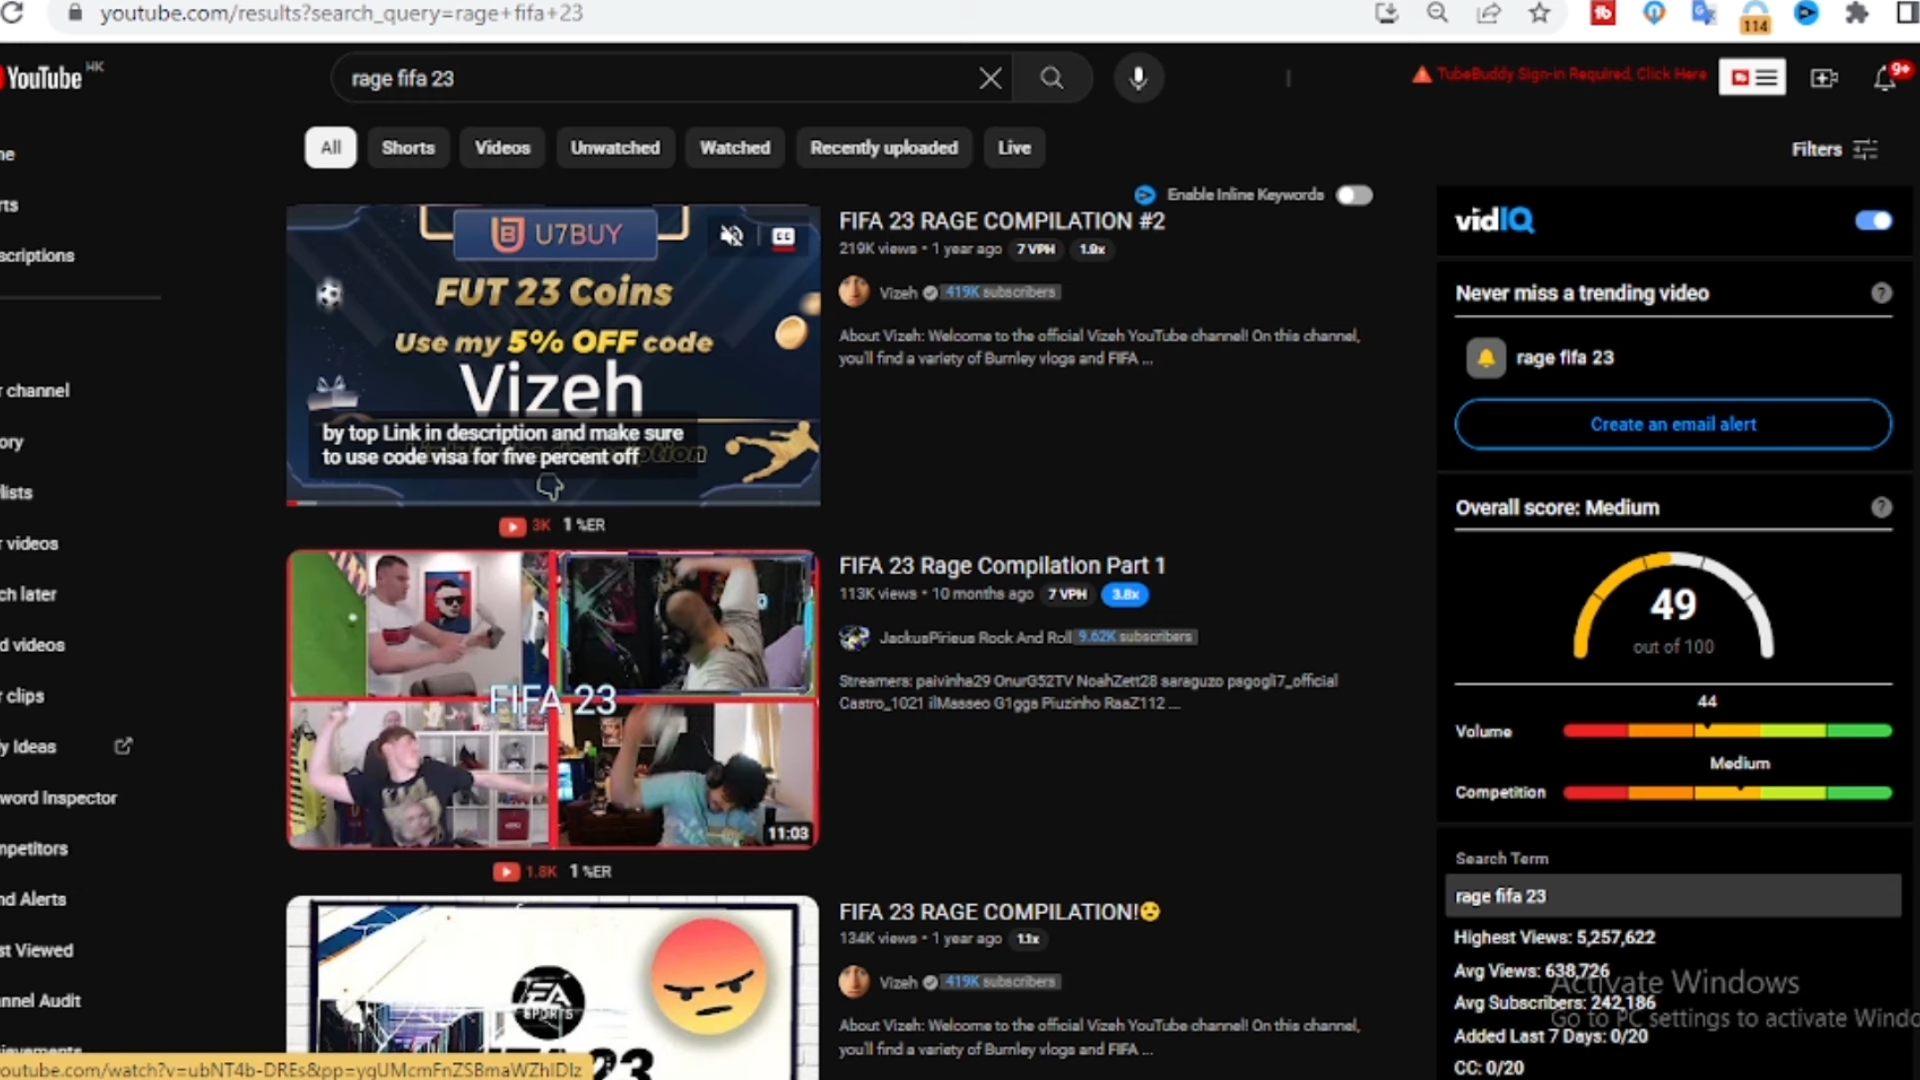 youtube.com/results?search_query=rage+fifa+23
114
YouTube HK
rage fifa 23
TubeBuddy Sign-in Required, Click Here
9+
All
Shorts
Videos
Unwatched
Watched
Recently uploaded
Live
Filters
ne
rts
scriptions
r channel
ory
lists
r videos
ch later
d videos
r clips
y Ideas
word Inspector
mpetitors
nd Alerts
st Viewed
nnel Audit
Enable Inline Keywords
U7BUY
CC
FUT 23 Coins
Use my 5% OFF code
Vizeh
by top Link in description and make sure
to use code visa for five percent off
3K 1 %ER
FIFA 23 RAGE COMPILATION #2
219K views • 1 year ago 7 VPH 1.9x
Vizeh 419K subscribers
About Vizeh: Welcome to the official Vizeh YouTube channel! On this channel,
you'll find a variety of Burnley vlogs and FIFA ...
FIFA 23
11:03
1.8K 1 %ER
FIFA 23 Rage Compilation Part 1
113K views • 10 months ago 7 VPH 3.8x
JackusPirieus Rock And Roll 9.62K subscribers
Streamers: paivinha29 OnurG52TV NoahZett28 saraguzo psgogli7_official
Castro_1021 ilMasseo G1gga Piuzinho RaaZ112 ...
EA
SPORTS
23
FIFA 23 RAGE COMPILATION!😡
134K views • 1 year ago 1.1x
Vizeh 419K subscribers
About Vizeh: Welcome to the official Vizeh YouTube channel! On this channel,
you'll find a variety of Burnley vlogs and FIFA ...
outube.com/watch?v=ubNT4b-DREs&pp=ygUMcmFnZSBmaWZhIDIz
vidIQ
Never miss a trending video
rage fifa 23
Create an email alert
Overall score: Medium
49
out of 100
44
Volume
Medium
Competition
Search Term
rage fifa 23
Highest Views: 5,257,622
Avg Views: 638,726
Avg Subscribers: 242,186
Added Last 7 Days: 0/20
CC: 0/20
Activate Windows
Go to PC settings to activate Windo